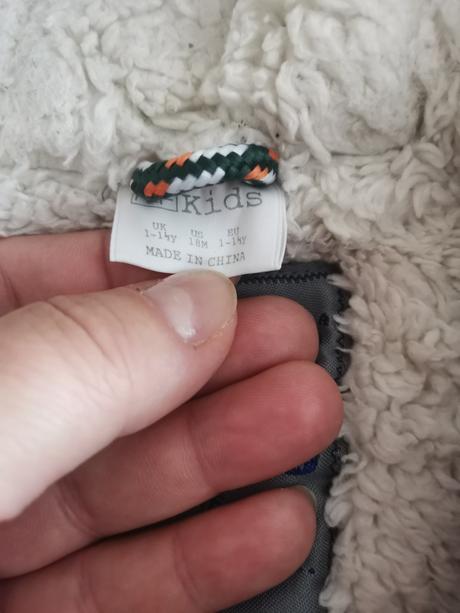 Kids
UK US EU
1-1½Y 18M 1-1½Y
MADE IN CHINA